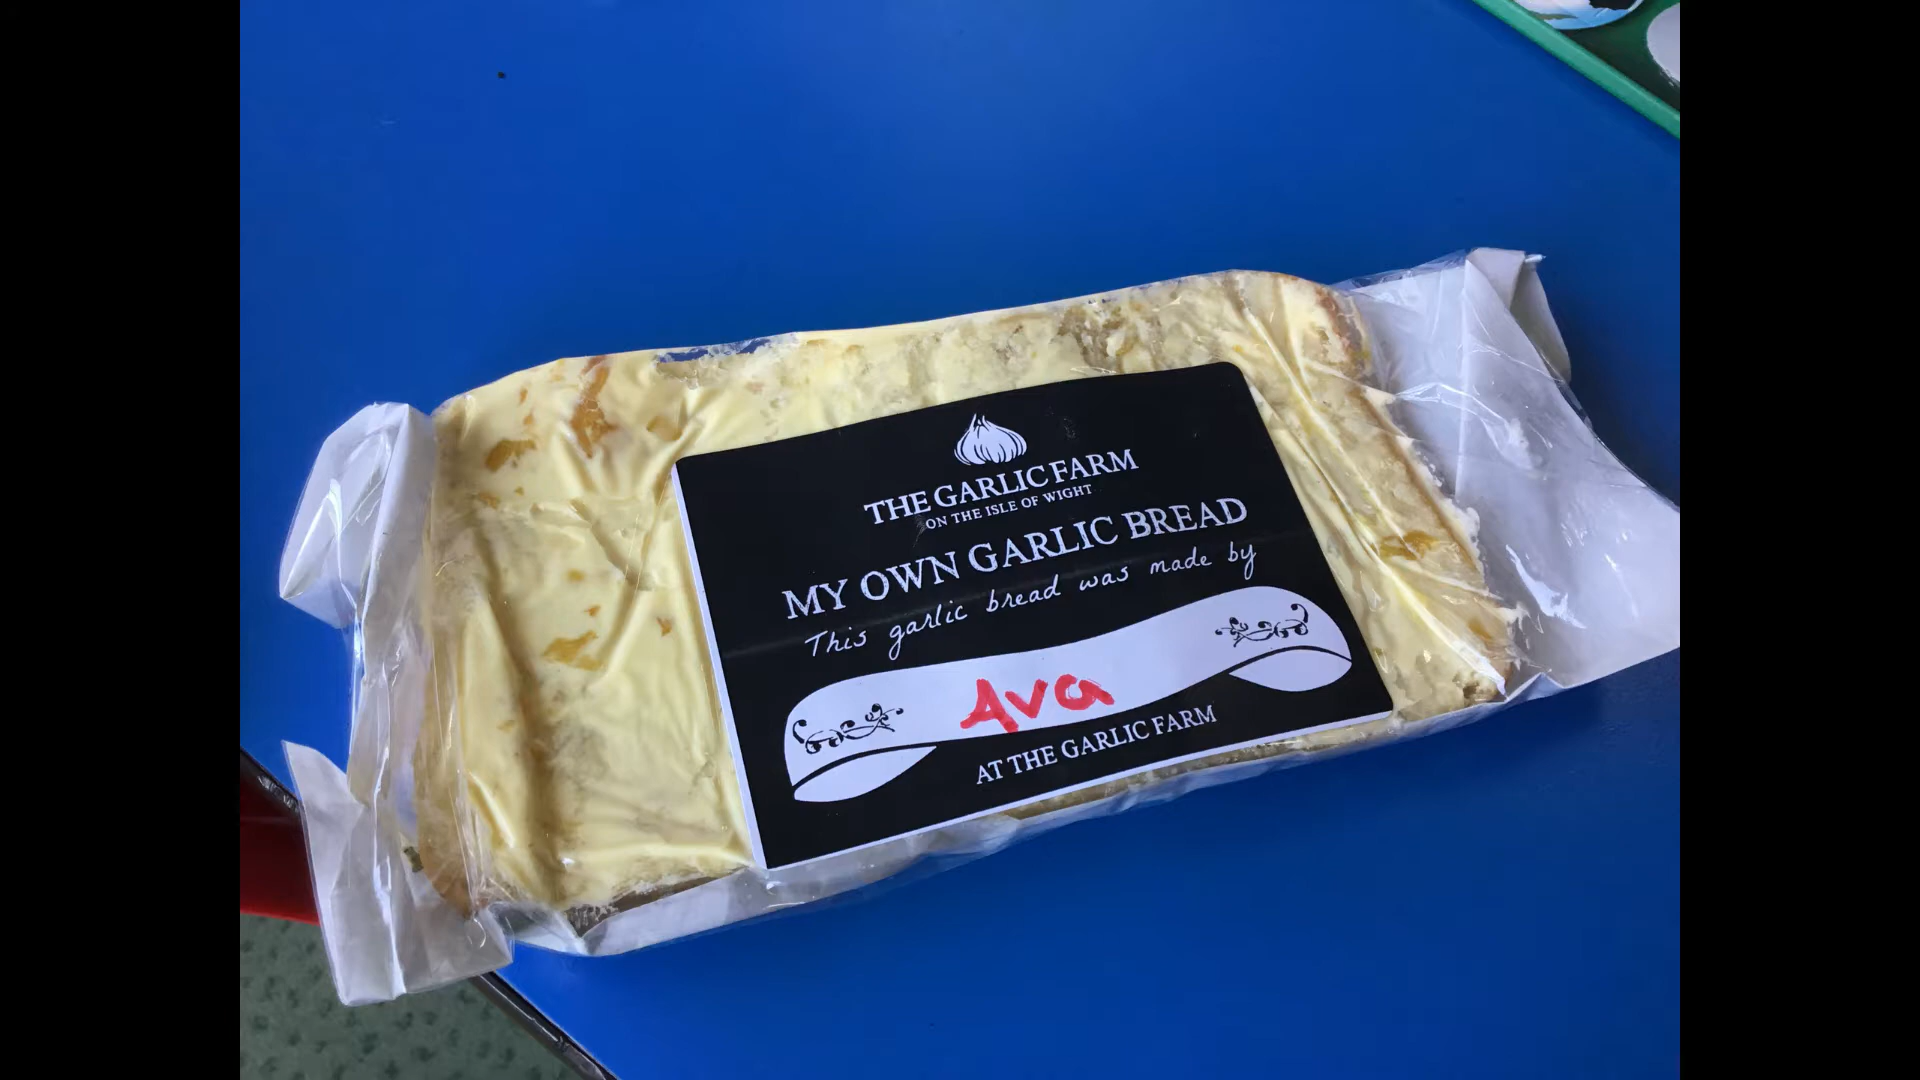 THE GARLIC FARM
ON THE ISLE OF WIGHT
MY OWN GARLIC BREAD
This garlic bread was made by
Ava
AT THE GARLIC FARM